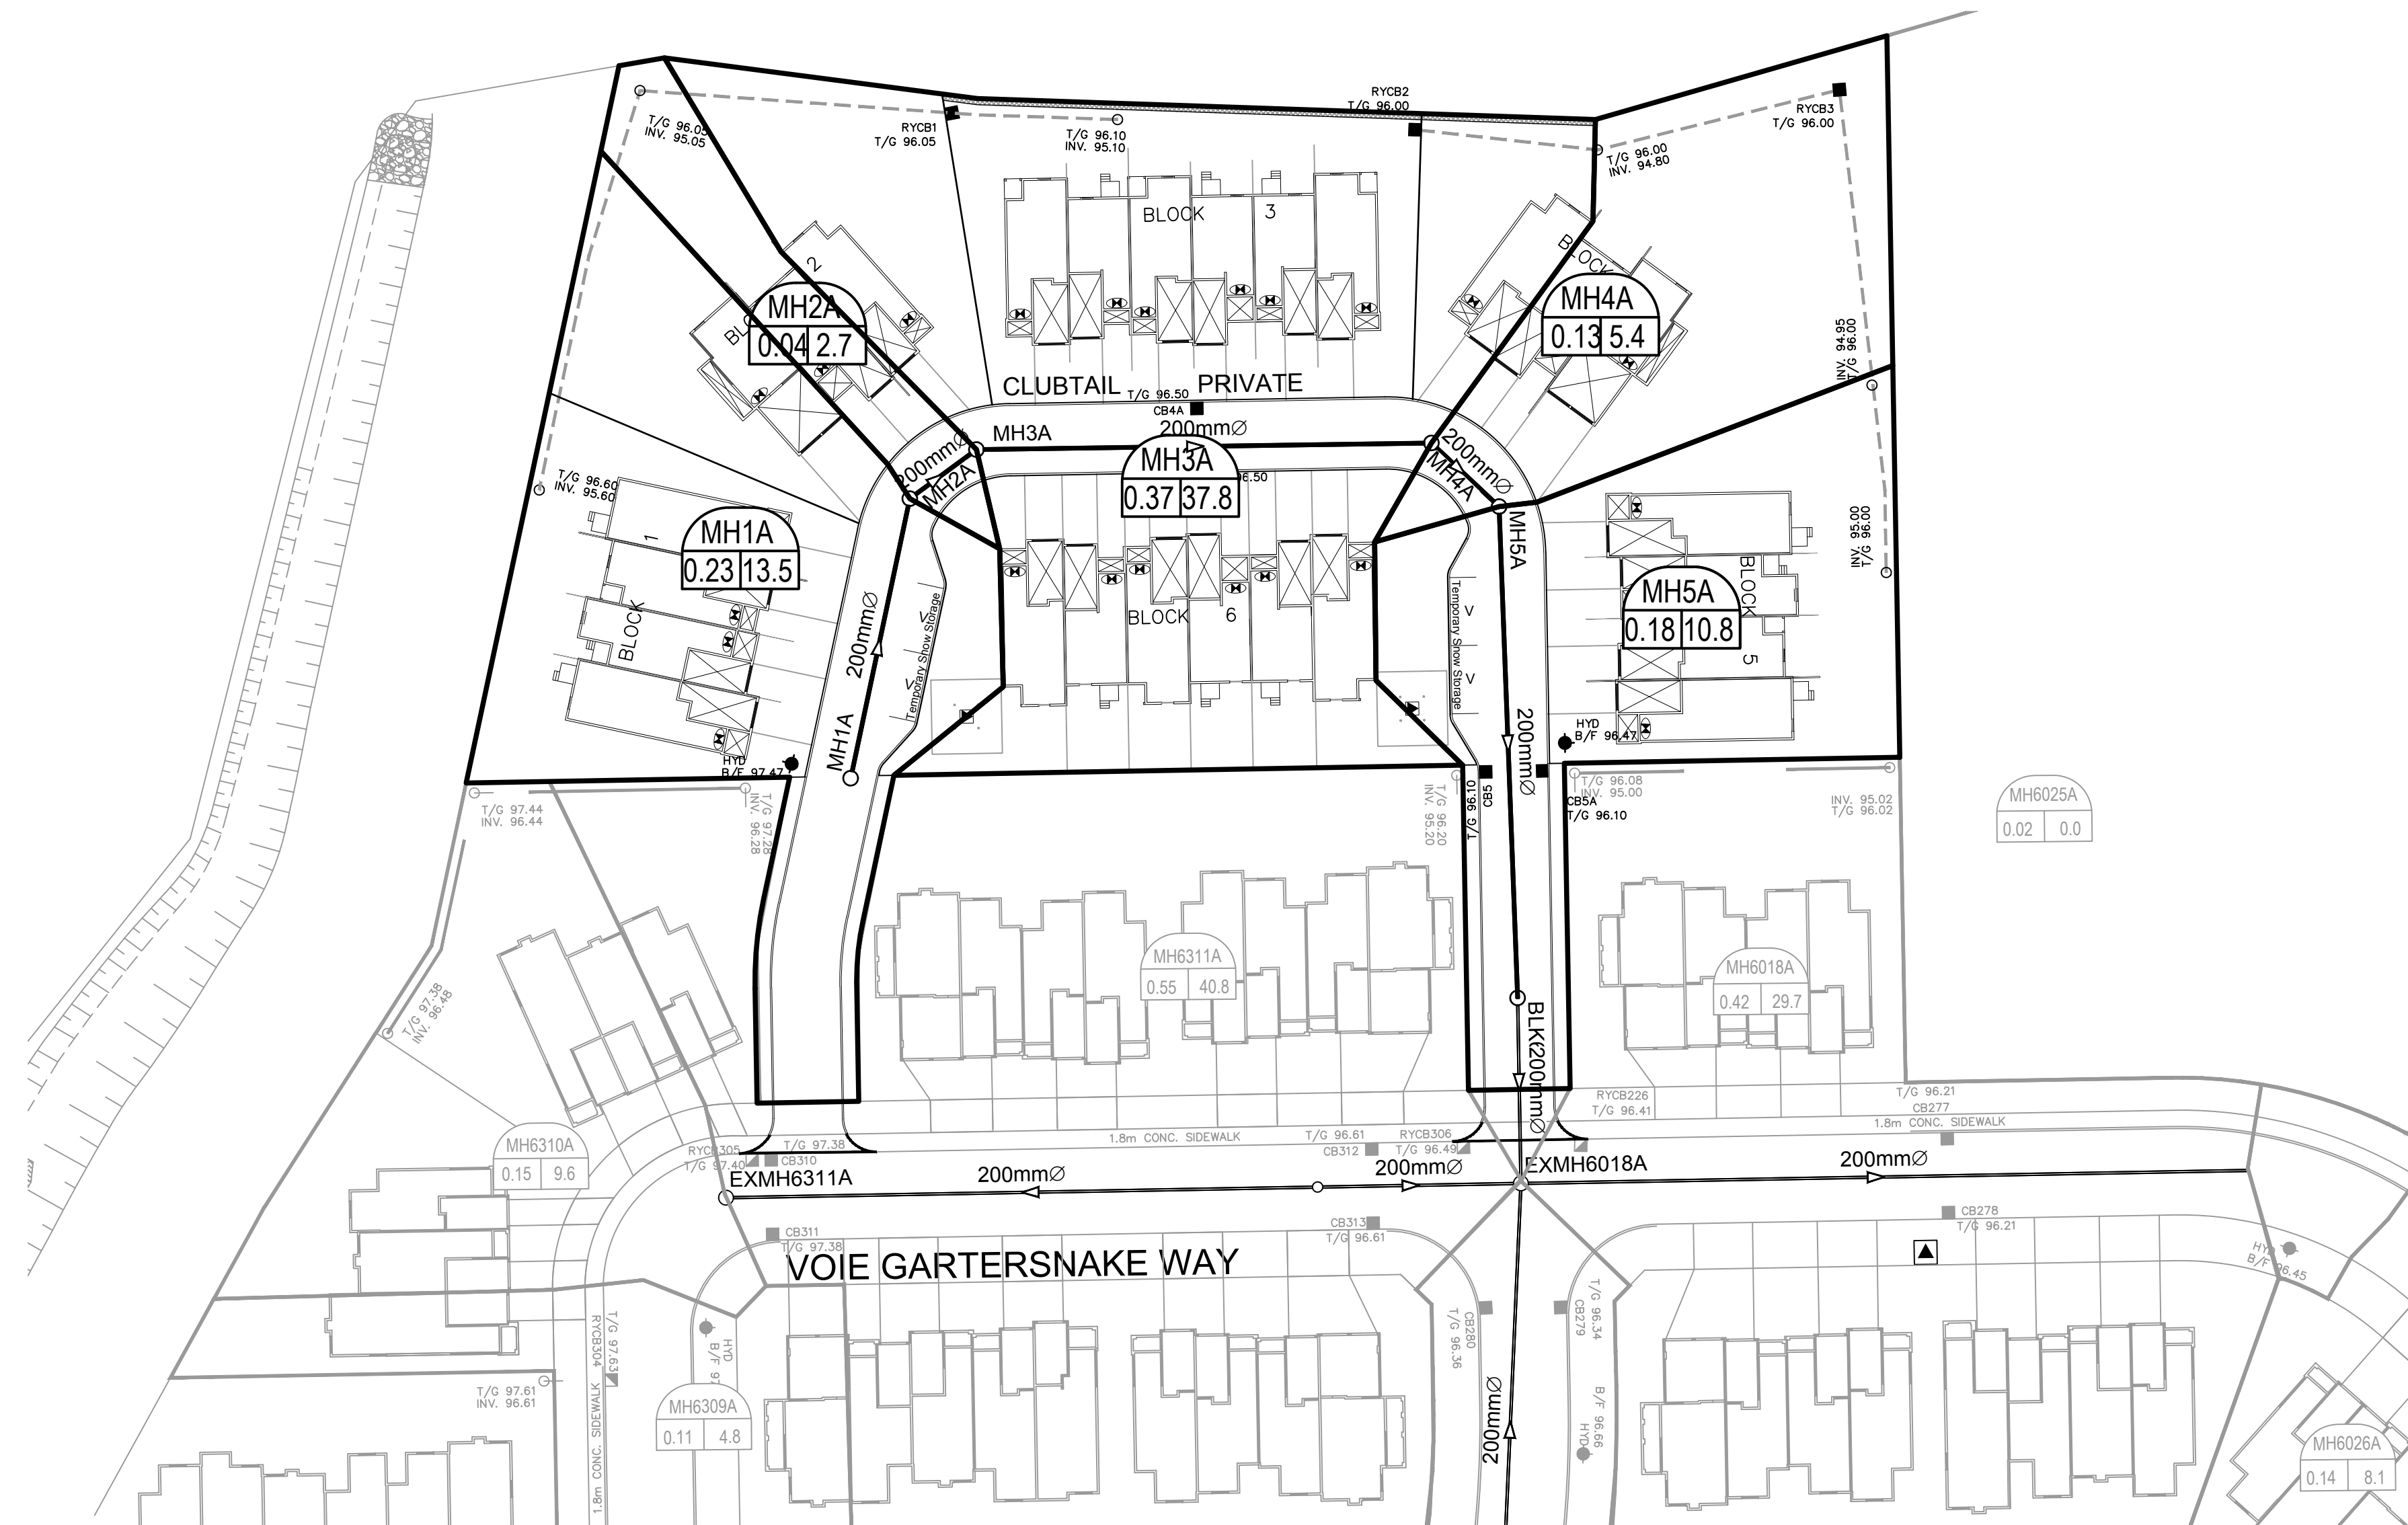 RYCB2
T/G 96.00
RYCB3
T/G 96.00
T/G 96.05
INV. 95.05
RYCB1
T/G 96.05
T/G 96.10
INV. 95.10
T/G 96.00
INV. 94.80
BLOCK 3
2
BLOCK
MH2A
0.04 2.7
MH4A
0.13 5.4
INV. 94.95
T/G 96.00
CLUBTAIL PRIVATE
T/G 96.50
CB4A
200mmØ
MH3A
200mmØ
MH2A
MH3A
0.37 37.8
200mmØ
MH4A
T/G 96.60
INV. 95.60
MH1A
0.23 13.5
BLOCK
1
200mmØ
Temporary Snow Storage
MH1A
BLOCK 6
Temporary Snow Storage
MH5A
INV. 95.00
T/G 96.00
BLOCK
5
MH5A
0.18 10.8
200mmØ
HYD
B/F 97.47
HYD
B/F 96.47
T/G 97.44
INV. 96.44
T/G 97.28
INV. 96.28
T/G 96.20
INV. 95.20
T/G 96.10
CB5
T/G 96.08
INV. 95.00
CB5A
T/G 96.10
INV. 95.02
T/G 96.02
MH6025A
0.02 0.0
MH6311A
0.55 40.8
MH6018A
0.42 29.7
T/G 97.38
INV. 96.48
200mmØ
RYCB226
T/G 96.41
T/G 96.21
CB277
1.8m CONC. SIDEWALK
MH6310A
0.15 9.6
RYCB305
T/G 97.40
T/G 97.38
CB310
1.8m CONC. SIDEWALK
T/G 96.61
CB312
RYCB306
T/G 96.49
EXMH6311A
200mmØ
200mmØ
EXMH6018A
200mmØ
CB311
T/G 97.38
CB313
T/G 96.61
CB278
T/G 96.21
VOIE GARTERSNAKE WAY
HYD
B/F 96.45
RYCB304
T/G 97.63
1.8m CONC. SIDEWALK
HYD
CB280
T/G 96.36
T/G 96.34
CB279
T/G 97.61
INV. 96.61
MH6309A
0.11 4.8
200mmØ
B/F 96.66
HYD
MH6026A
0.14 8.1